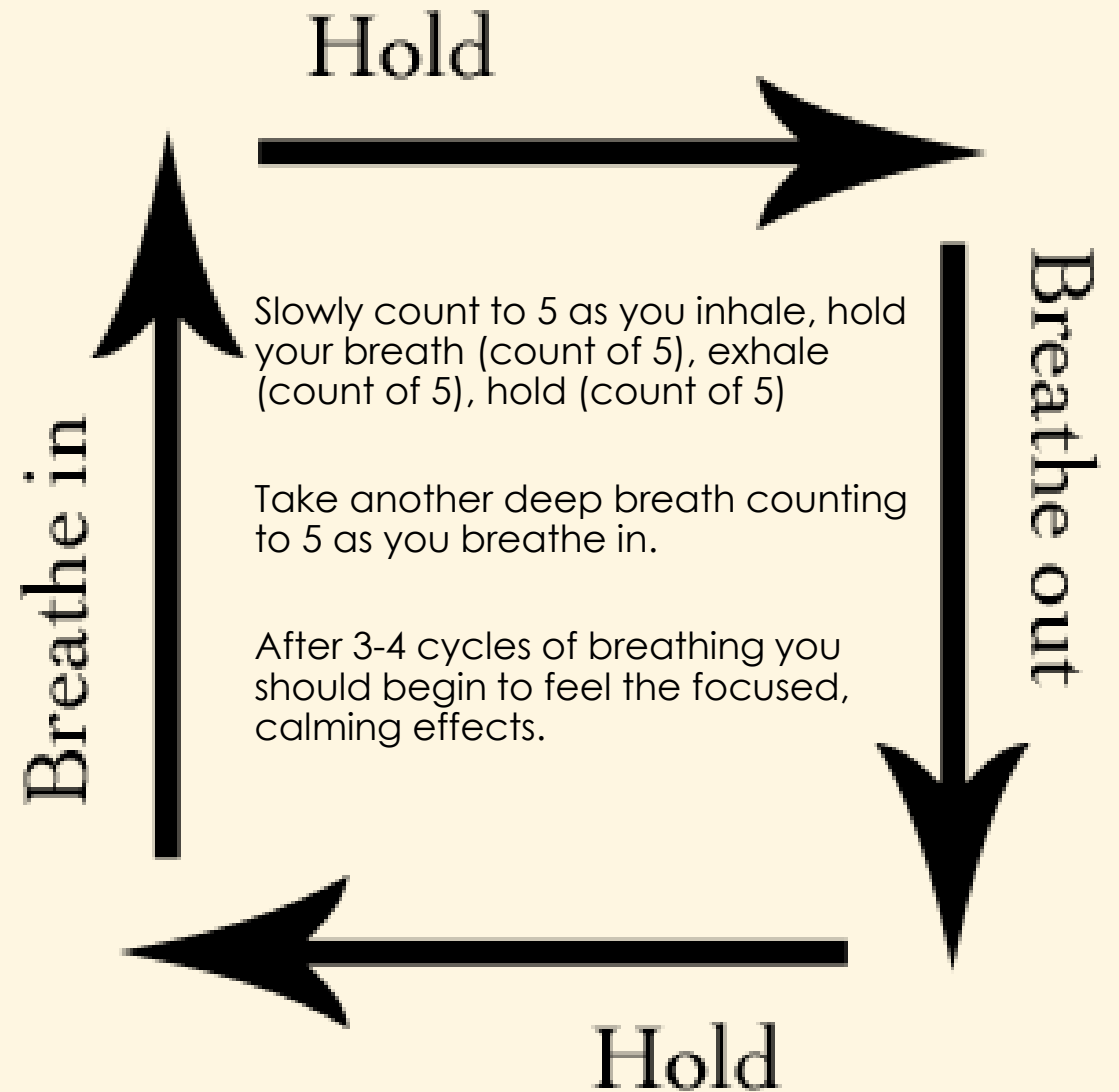 Hold
Breathe in
Slowly count to 5 as you inhale, hold
your breath (count of 5), exhale
(count of 5), hold (count of 5)
Take another deep breath counting
to 5 as you breathe in.
After 3-4 cycles of breathing you
should begin to feel the focused,
calming effects.
Breathe out
Hold